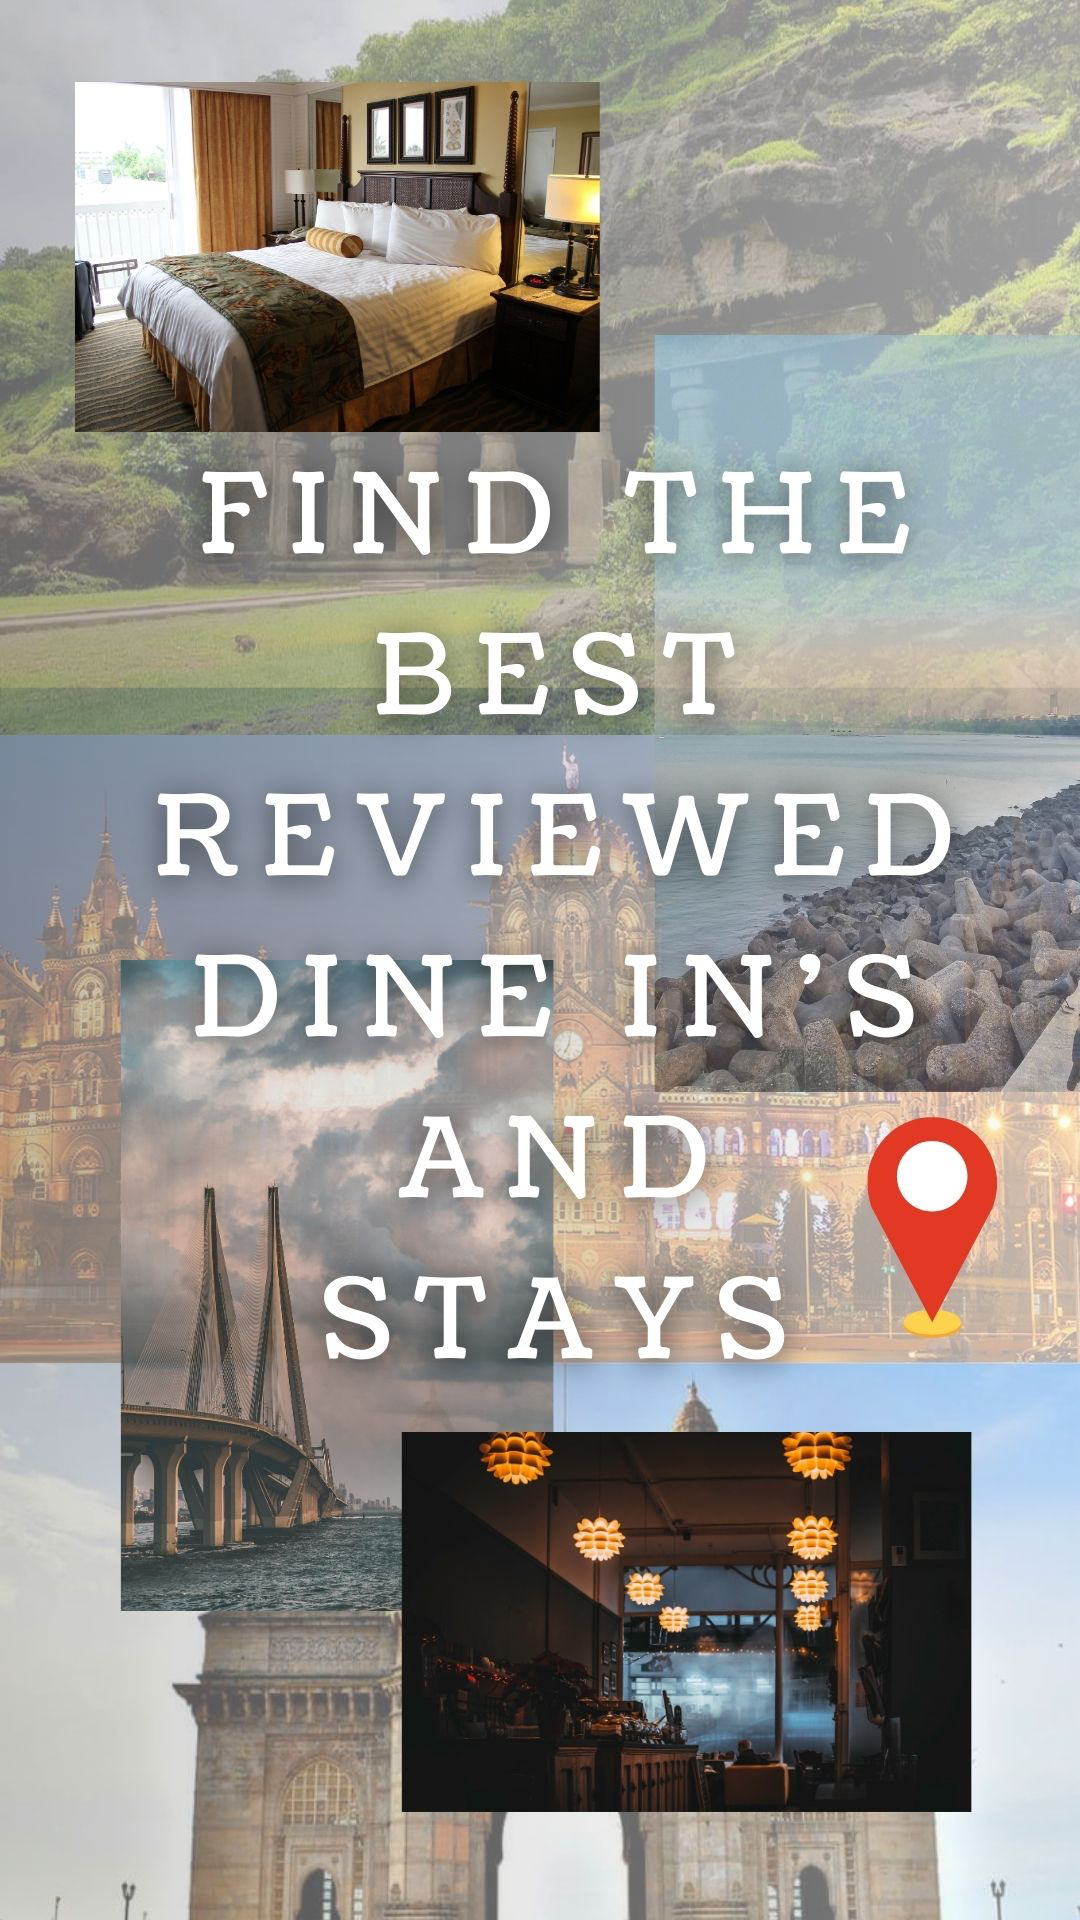 FIND THE
BEST
REVIEWED
DINE IN'S
AND
STAYS